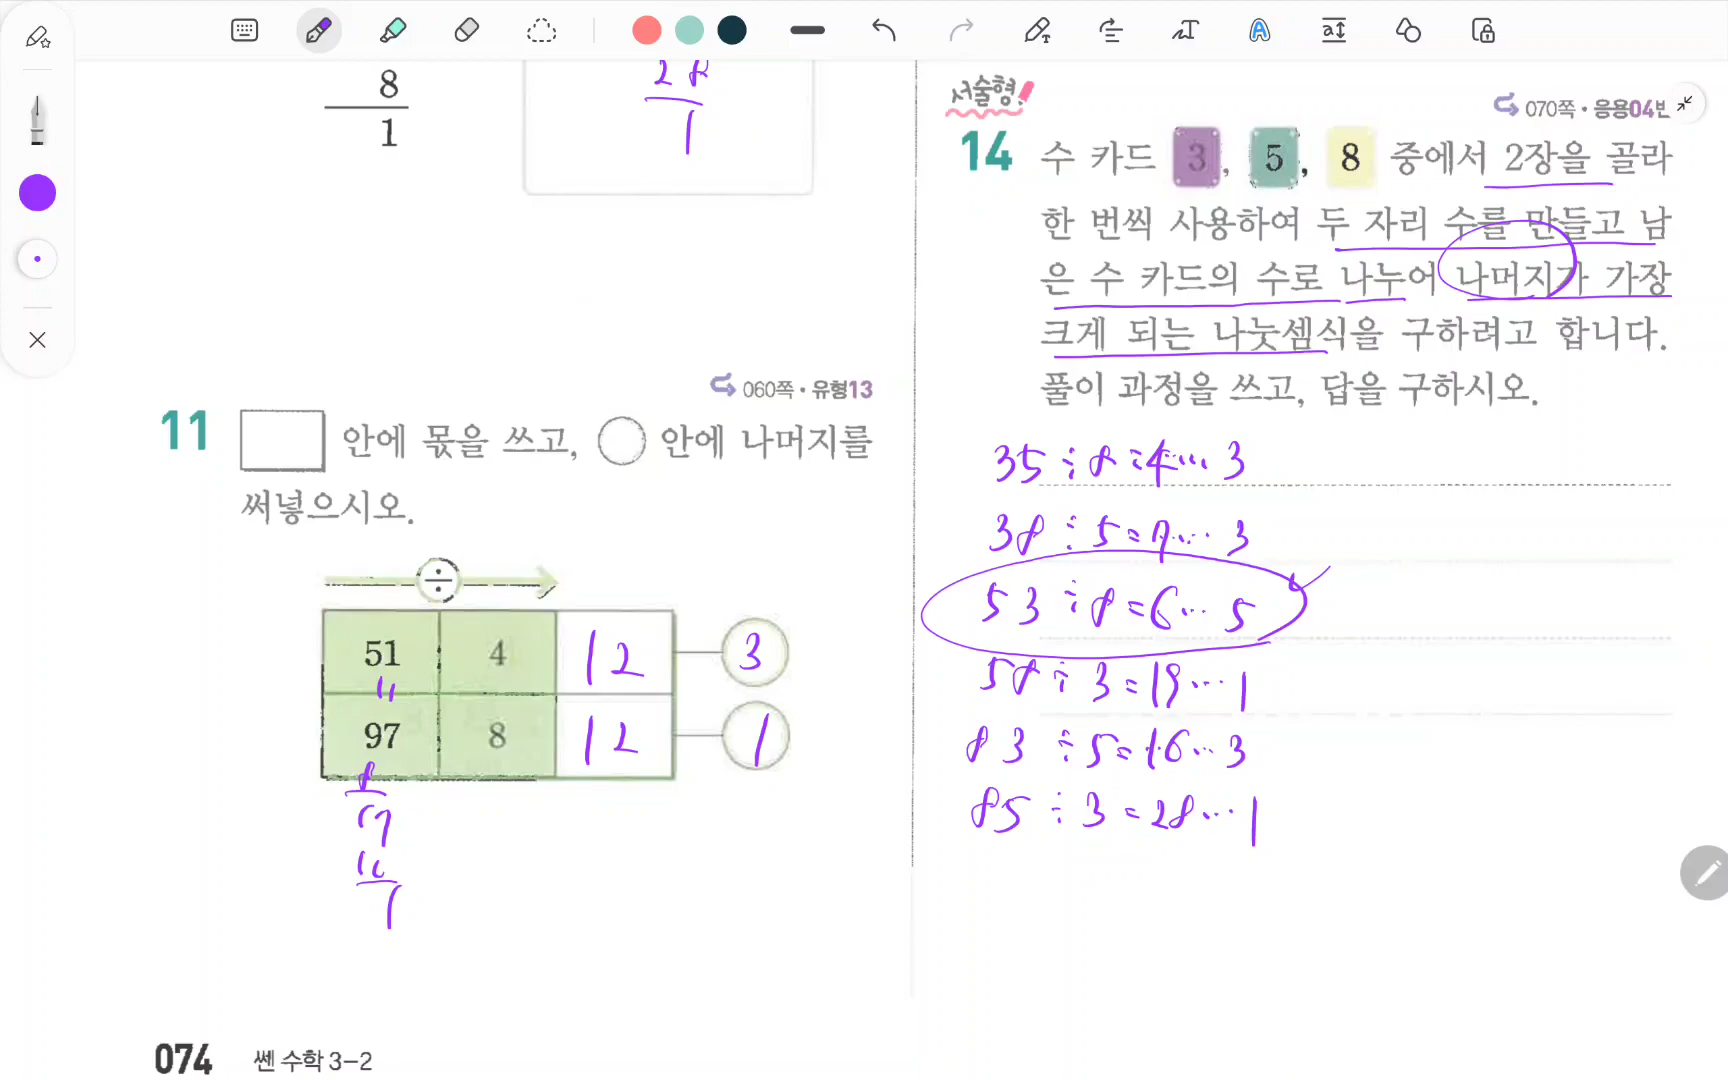 8
1
28
1
060쪽 • 유형13
11 안에 몫을 쓰고, 안에 나머지를
써넣으시오.
÷
51 4 12 3
11
97 8 12 1
8
17
16
1
074 쎈 수학 3-2
서술형!
070쪽 • 응용04번
14 수 카드 3, 5, 8 중에서 2장을 골라
한 번씩 사용하여 두 자리 수를 만들고 남
은 수 카드의 수로 나누어 나머지가 가장
크게 되는 나눗셈식을 구하려고 합니다.
풀이 과정을 쓰고, 답을 구하시오.
35 ÷ 8 = 4 ... 3
38 ÷ 5 = 7 ... 3
53 ÷ 8 = 6 ... 5
58 ÷ 3 = 19 ... 1
83 ÷ 5 = 16 ... 3
85 ÷ 3 = 28 ... 1